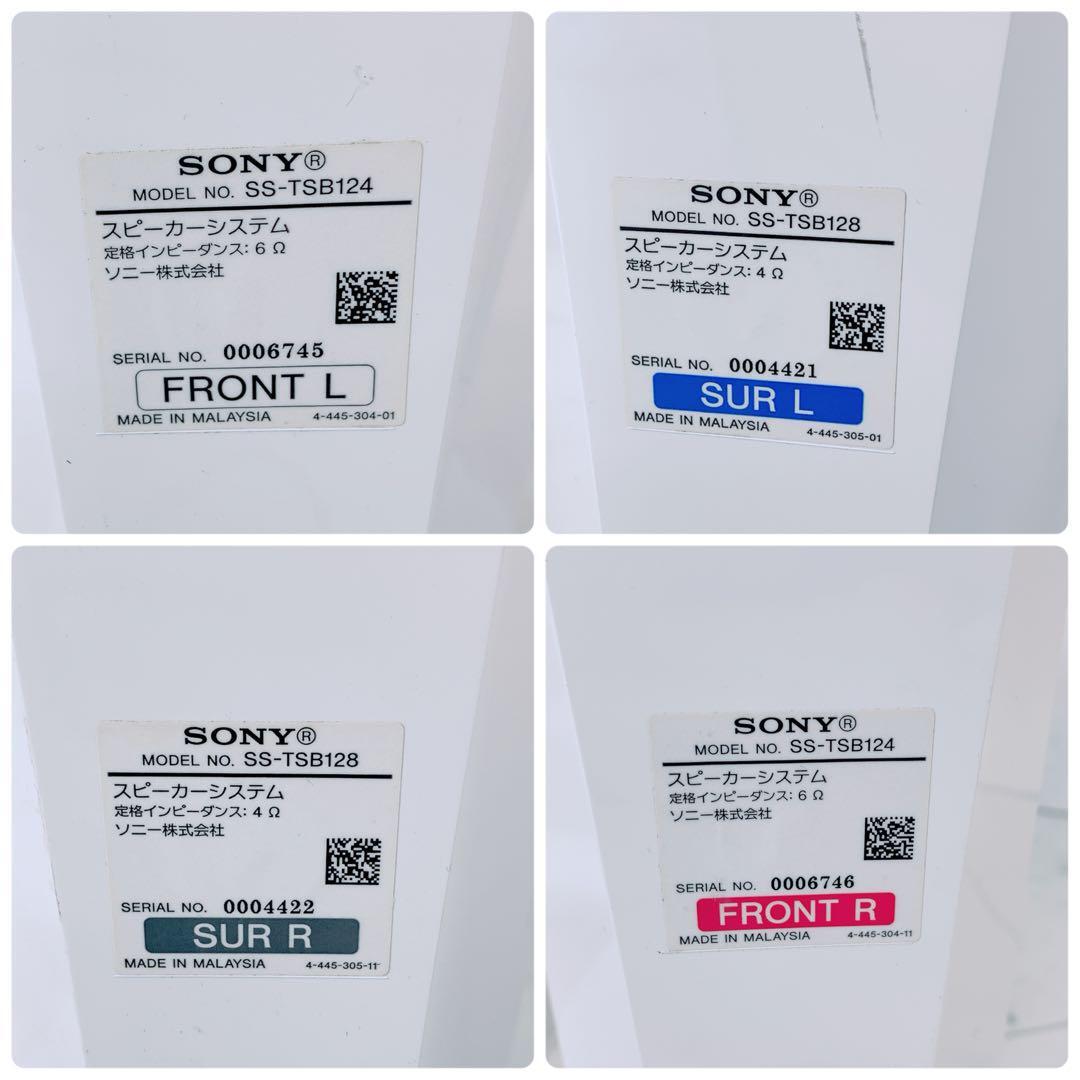 SONY®
MODEL NO. SS-TSB124
スピーカーシステム
定格インピーダンス: 6 Ω
ソニー株式会社
SERIAL NO. 0006745
FRONT L
MADE IN MALAYSIA 4-445-304-01
SONY®
MODEL NO. SS-TSB128
スピーカーシステム
定格インピーダンス: 4 Ω
ソニー株式会社
SERIAL NO. 0004421
SUR L
MADE IN MALAYSIA 4-445-305-01
SONY®
MODEL NO. SS-TSB128
スピーカーシステム
定格インピーダンス: 4 Ω
ソニー株式会社
SERIAL NO. 0004422
SUR R
MADE IN MALAYSIA 4-445-305-11
SONY®
MODEL NO. SS-TSB124
スピーカーシステム
定格インピーダンス: 6 Ω
ソニー株式会社
SERIAL NO. 0006746
FRONT R
MADE IN MALAYSIA 4-445-304-11